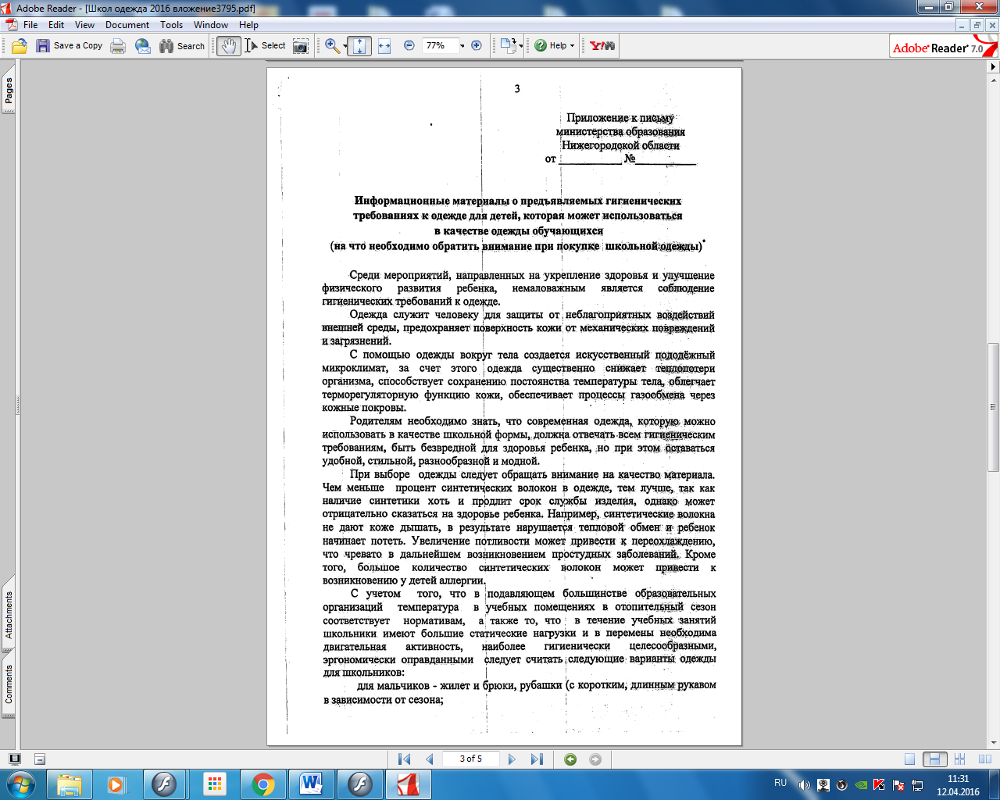 Adobe Reader - [Школ одежда 2016 вложение3795.pdf]
File Edit View Document Tools Window Help
Save a Copy Search Select 77% Help Y! Adobe Reader 7.0
Pages
Attachments
Comments
3
Приложение к письму
министерства образования
Нижегородской области
от ____________ №____________
Информационные материалы о предъявляемых гигиенических
требованиях к одежде для детей, которая может использоваться
в качестве одежды обучающихся
(на что необходимо обратить внимание при покупке школьной одежды)*
Среди мероприятий, направленных на укрепление здоровья и улучшение
физического развития ребенка, немаловажным является соблюдение
гигиенических требований к одежде.
Одежда служит человеку для защиты от неблагоприятных воздействий
внешней среды, предохраняет поверхность кожи от механических повреждений
и загрязнений.
С помощью одежды вокруг тела создается искусственный пододёжный
микроклимат, за счет этого одежда существенно снижает теплопотери
организма, способствует сохранению постоянства температуры тела, облегчает
терморегуляторную функцию кожи, обеспечивает процессы газообмена через
кожные покровы.
Родителям необходимо знать, что современная одежда, которую можно
использовать в качестве школьной формы, должна отвечать всем гигиеническим
требованиям, быть безвредной для здоровья ребенка, но при этом оставаться
удобной, стильной, разнообразной и модной.
При выборе одежды следует обращать внимание на качество материала.
Чем меньше процент синтетических волокон в одежде, тем лучше, так как
наличие синтетики хоть и продлит срок службы изделия, однако может
отрицательно сказаться на здоровье ребенка. Например, синтетические волокна
не дают коже дышать, в результате нарушается тепловой обмен и ребенок
начинает потеть. Увеличение потливости может привести к переохлаждению,
что чревато в дальнейшем возникновением простудных заболеваний. Кроме
того, большое количество синтетических волокон может привести к
возникновению у детей аллергии.
С учетом того, что в подавляющем большинстве образовательных
организаций температура в учебных помещениях в отопительный сезон
соответствует нормативам, а также то, что в течение учебных занятий
школьники имеют большие статические нагрузки и в перемены необходима
двигательная активность, наиболее гигиенически целесообразными,
эргономически оправданными следует считать следующие варианты одежды
для школьников:
для мальчиков - жилет и брюки, рубашки (с коротким, длинным рукавом
в зависимости от сезона;
3 of 5
RU
11:31
12.04.2016